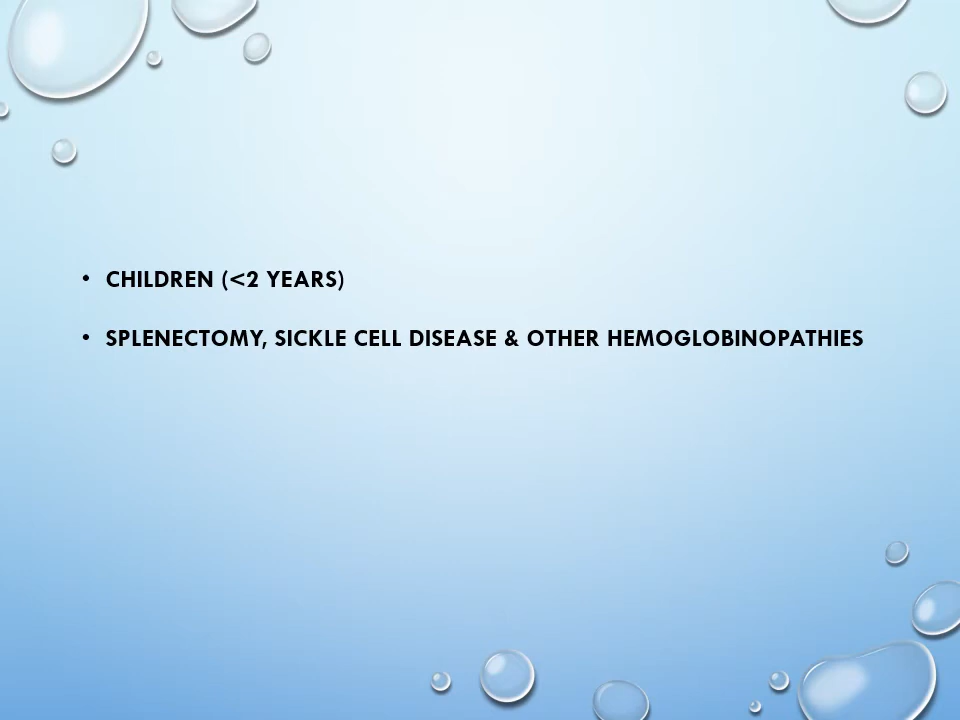 • CHILDREN (<2 YEARS)
• SPLENECTOMY, SICKLE CELL DISEASE & OTHER HEMOGLOBINOPATHIES